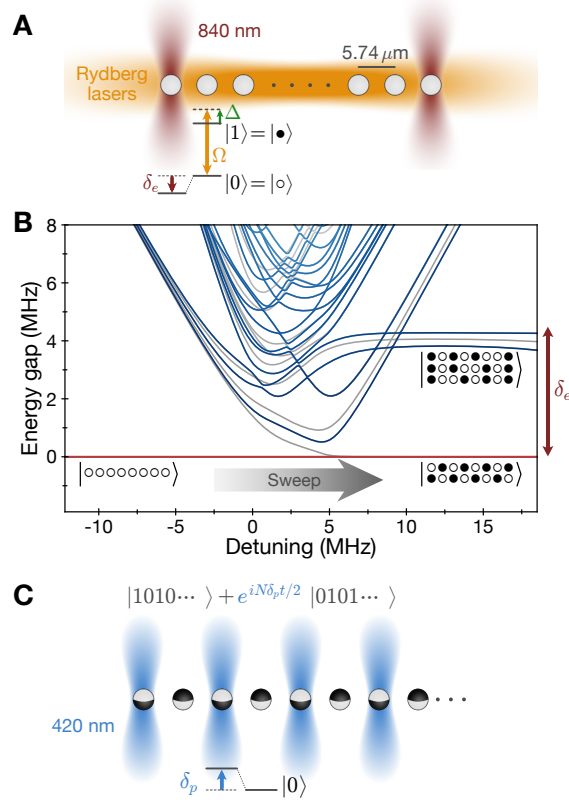 A
840 nm
5.74 μm
Rydberg
lasers
Δ
|1⟩=|●⟩
Ω
δe
|0⟩=|○⟩
B
Energy gap (MHz)
8
6
4
2
0
δe
|●○●○●○○●⟩
|●○●○○●○●⟩
|●○○●○●○●⟩
|○○○○○○○○⟩
Sweep
|○●○●○●○●⟩
|●○●○●○●○⟩
-10 -5 0 5 10 15
Detuning (MHz)
C
|1010⋯ ⟩ + e^{iNδpt/2} |0101⋯ ⟩
420 nm
δp
|0⟩